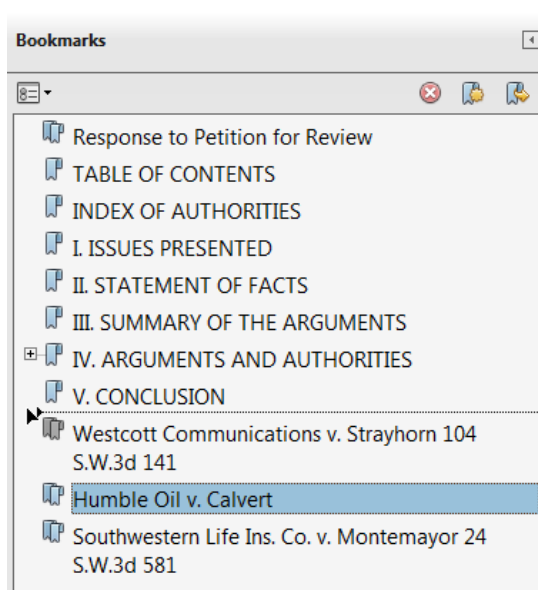 Bookmarks
Response to Petition for Review
TABLE OF CONTENTS
INDEX OF AUTHORITIES
I. ISSUES PRESENTED
II. STATEMENT OF FACTS
III. SUMMARY OF THE ARGUMENTS
IV. ARGUMENTS AND AUTHORITIES
V. CONCLUSION
Westcott Communications v. Strayhorn 104
S.W.3d 141
Humble Oil v. Calvert
Southwestern Life Ins. Co. v. Montemayor 24
S.W.3d 581